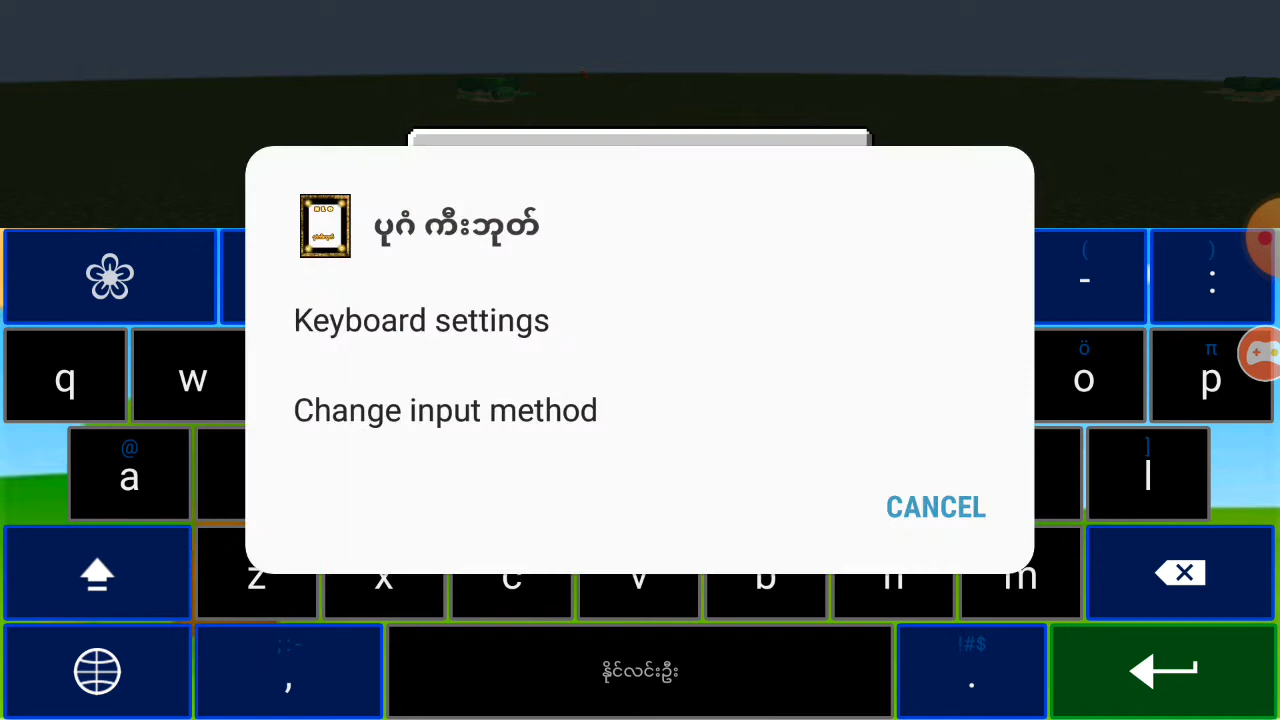 ပုဂံ ကီးဘုတ်
Keyboard settings
Change input method
CANCEL
( )
- :
ö π
q w o p
@ ]
a l
z x c v b n m
;:- !#$
, နိုင်လင်းဦး .